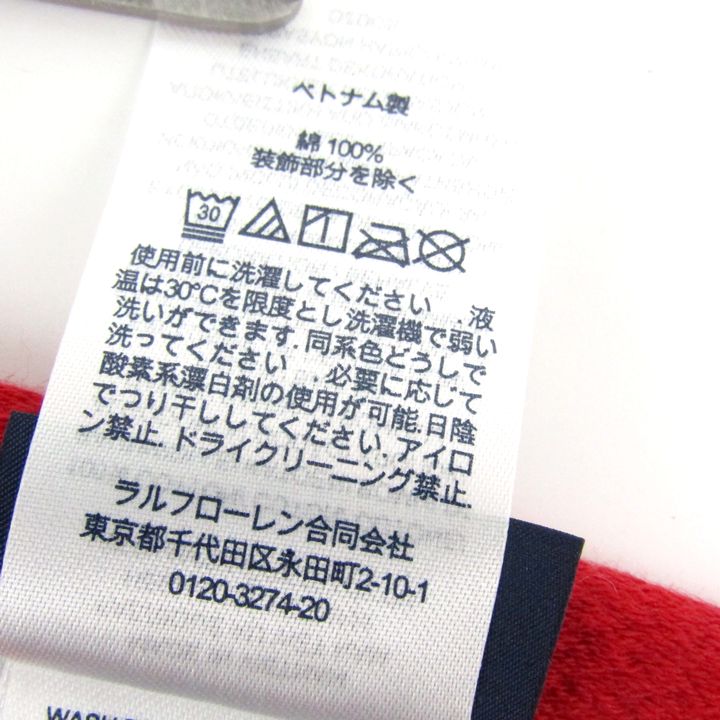 ベトナム製
綿 100%
装飾部分を除く
30
使用前に洗濯してください .液
温は30°Cを限度とし洗濯機で弱い
洗いができます.同系色どうしで
洗ってください .必要に応じて
酸素系漂白剤の使用が可能.日陰
でつり干ししてください.アイロ
ン禁止.ドライクリーニング禁止.
ラルフローレン合同会社
東京都千代田区永田町2-10-1
0120-3274-20